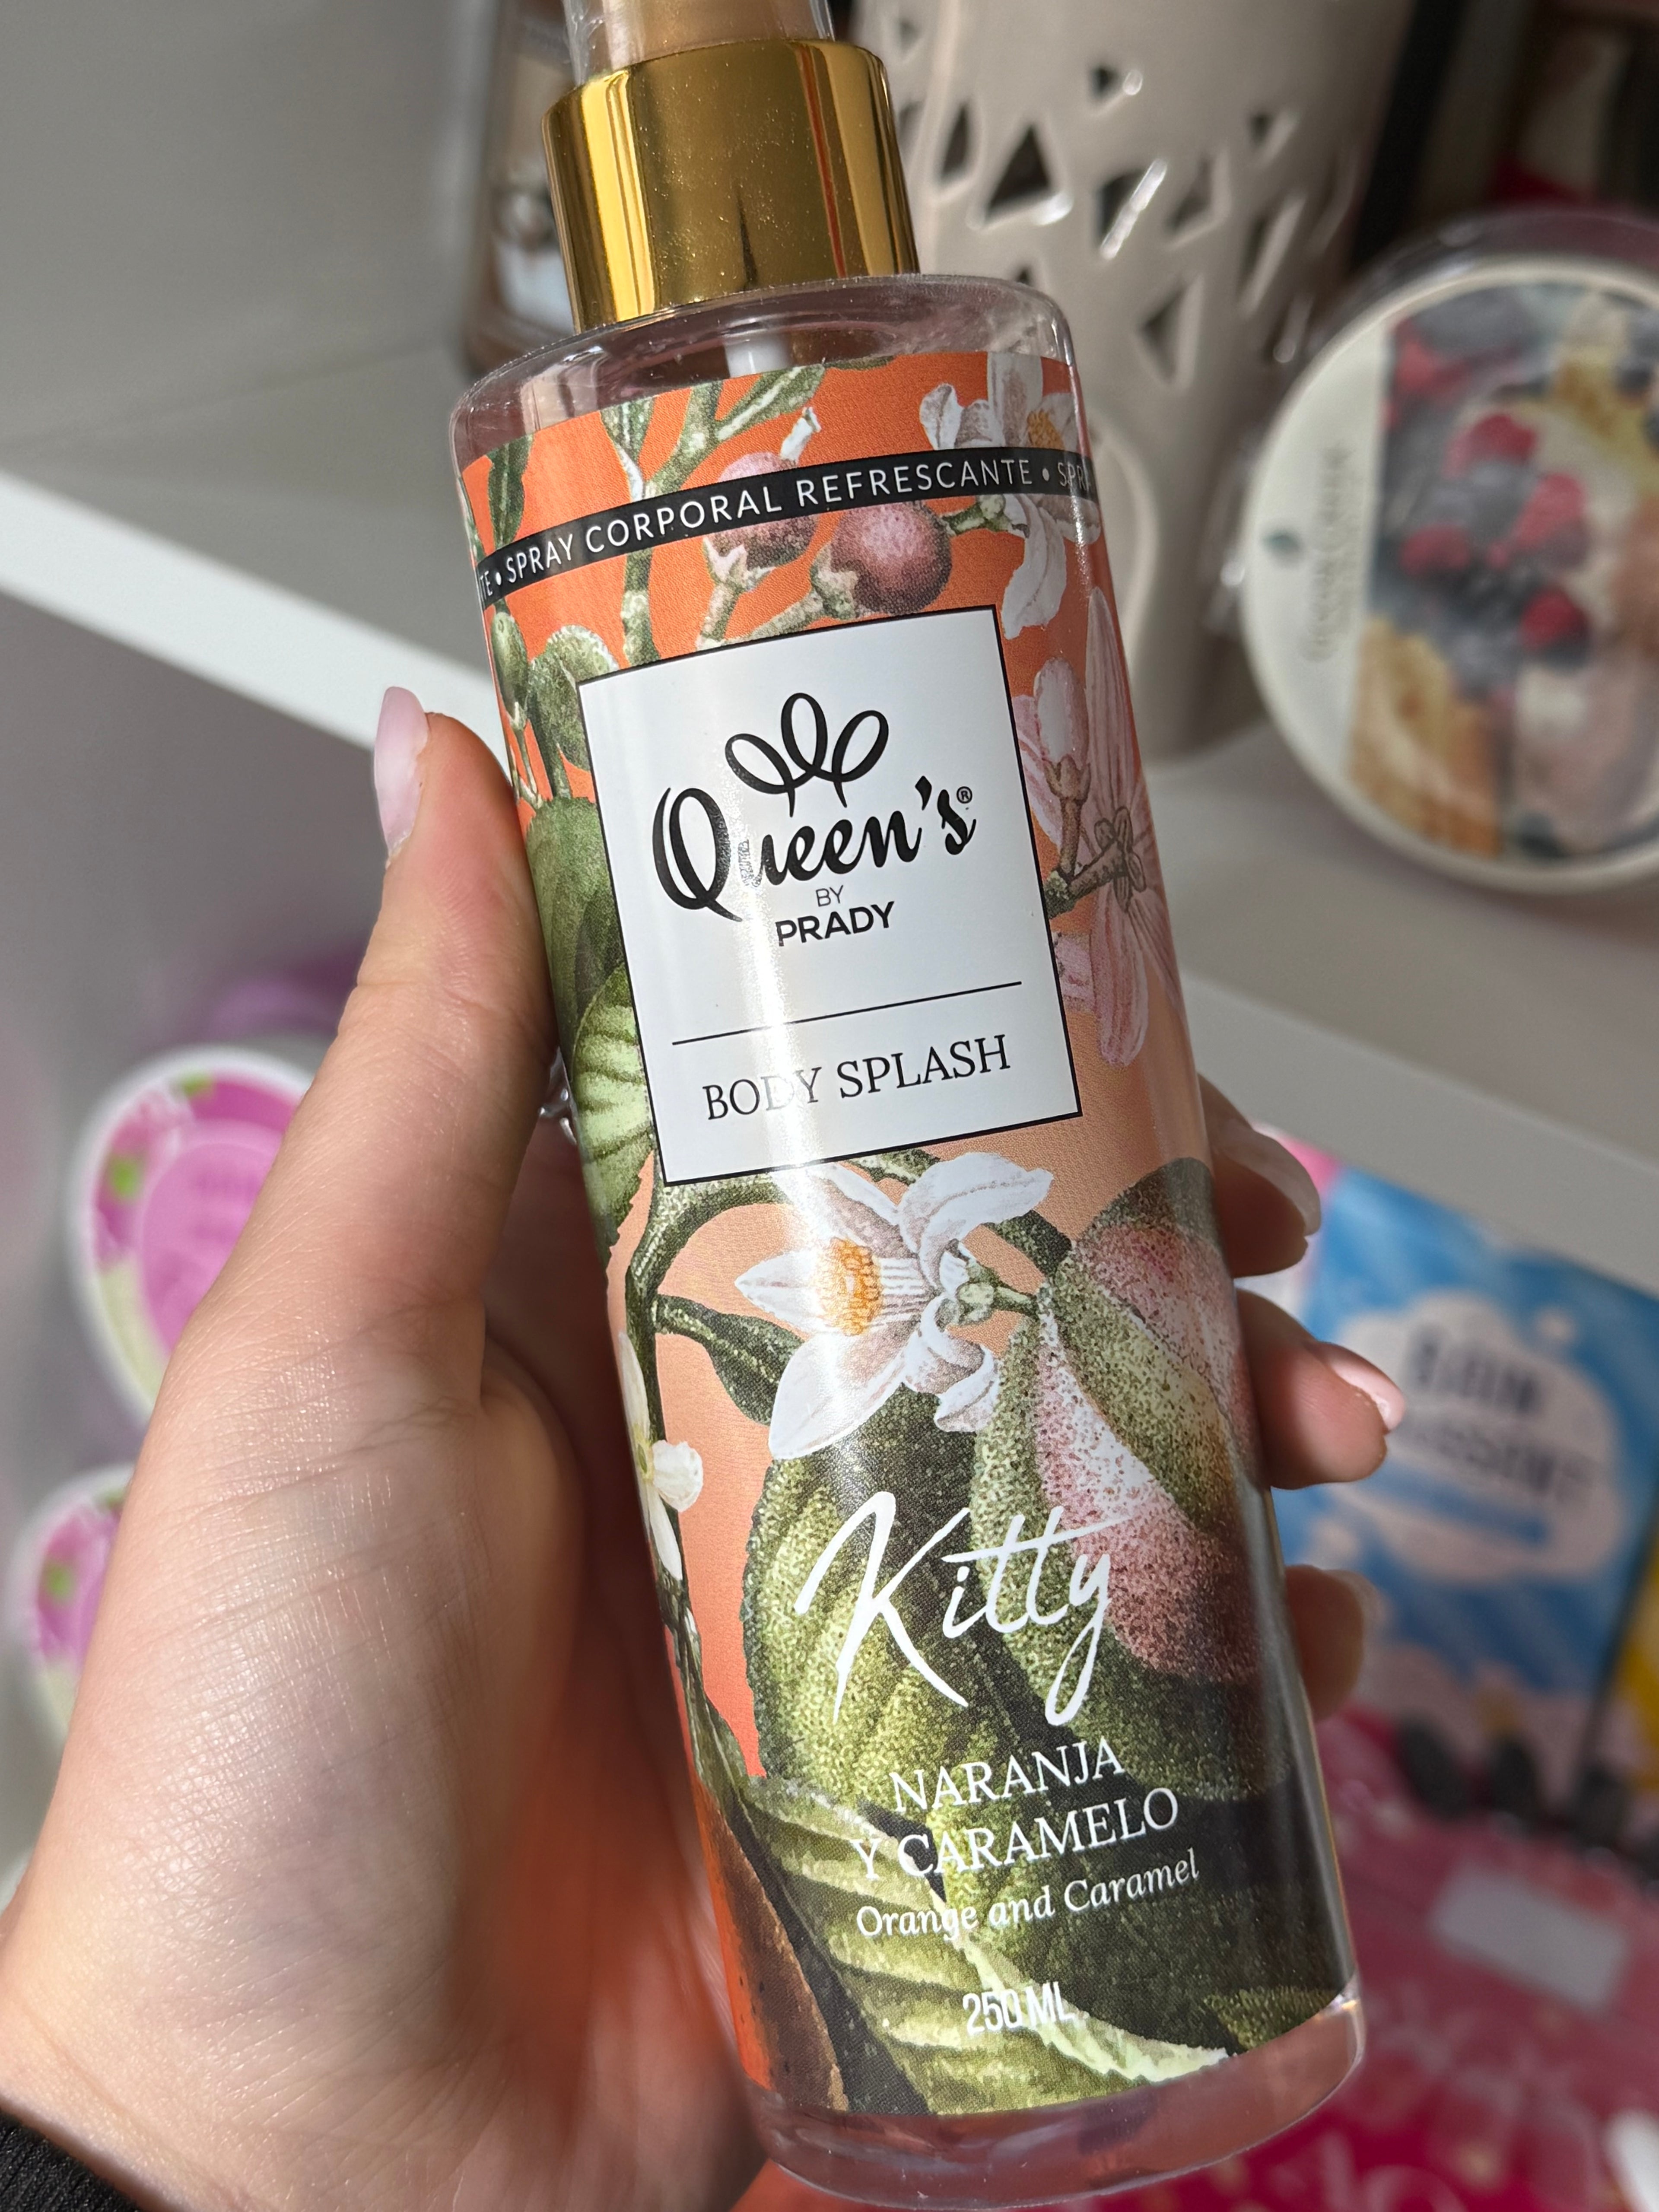 • SPRAY CORPORAL REFRESCANTE •
Queen's®
BY
PRADY
BODY SPLASH
Kitty
NARANJA
Y CARAMELO
Orange and Caramel
250 ML